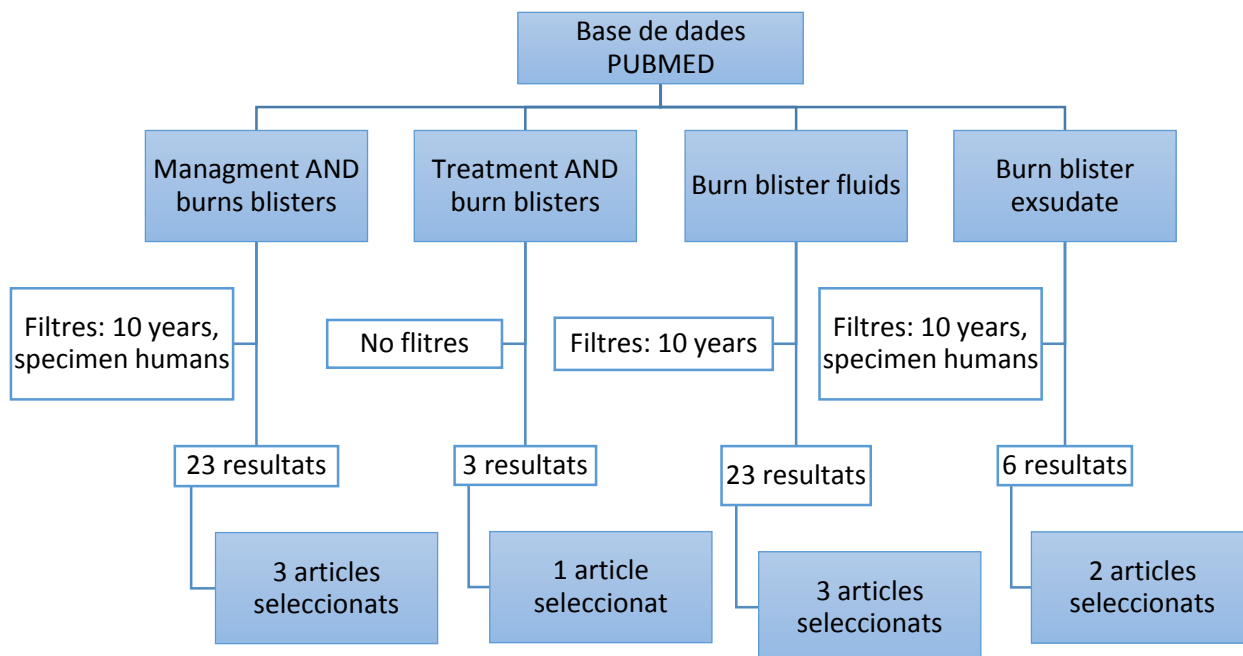 Base de dades
PUBMED
Managment AND
burns blisters
Treatment AND
burn blisters
Burn blister fluids
Burn blister
exsudate
Filtres: 10 years,
specimen humans
No flitres
Filtres: 10 years
Filtres: 10 years,
specimen humans
23 resultats
3 resultats
23 resultats
6 resultats
3 articles
seleccionats
1 article
seleccionat
3 articles
seleccionats
2 articles
seleccionats